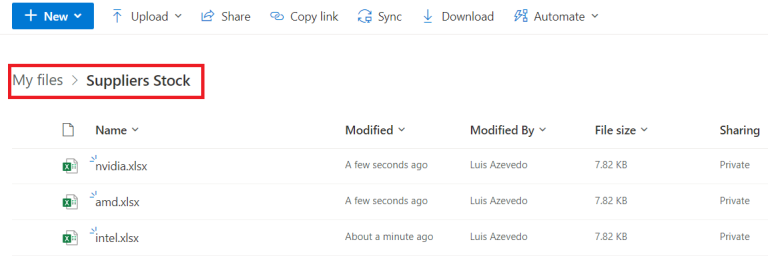 New Upload Share Copy link Sync Download Automate
My files > Suppliers Stock
Name Modified Modified By File size Sharing
nvidia.xlsx A few seconds ago Luis Azevedo 7.82 KB Private
amd.xlsx A few seconds ago Luis Azevedo 7.82 KB Private
intel.xlsx About a minute ago Luis Azevedo 7.82 KB Private